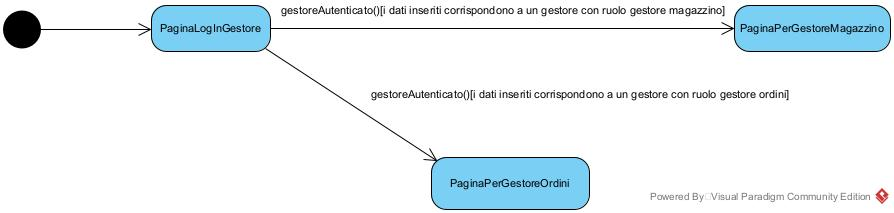 gestoreAutenticato()[i dati inseriti corrispondono a un gestore con ruolo gestore magazzino]
PaginaLogInGestore
PaginaPerGestoreMagazzino
gestoreAutenticato()[i dati inseriti corrispondono a un gestore con ruolo gestore ordini]
PaginaPerGestoreOrdini
Powered By Visual Paradigm Community Edition